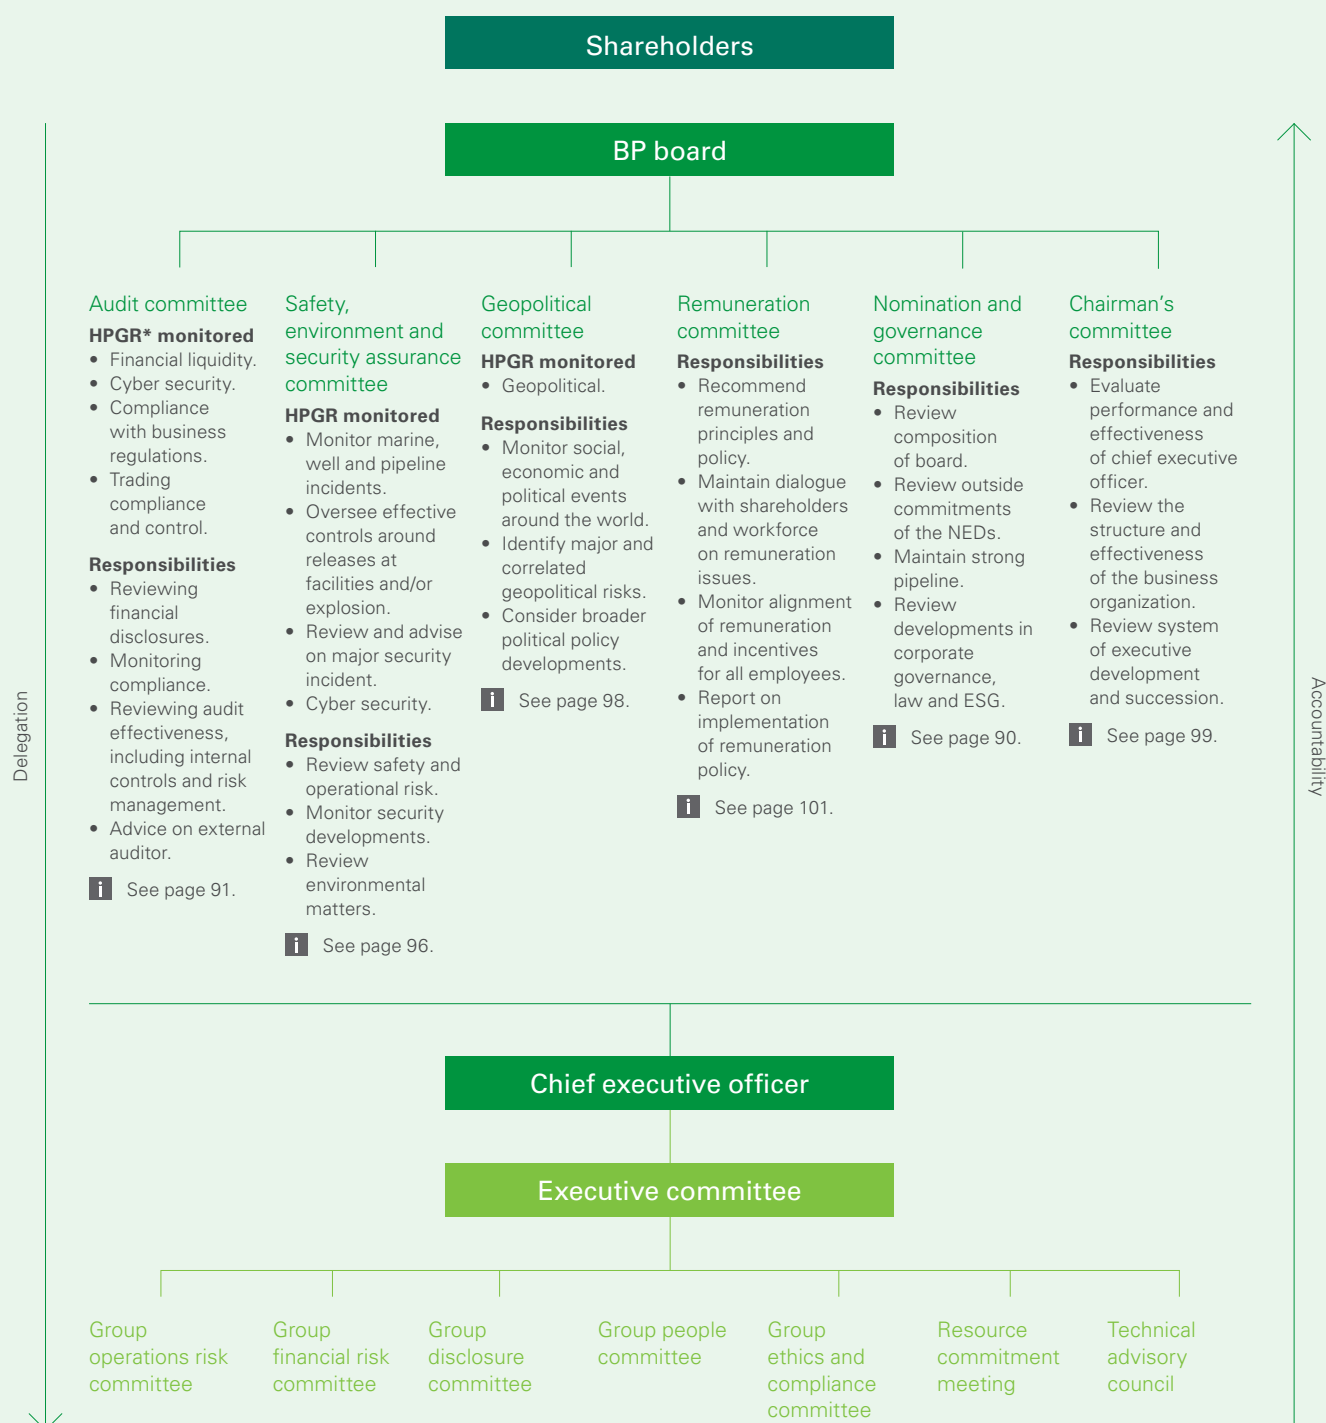 Shareholders
BP board
Audit committee
HPGR* monitored
• Financial liquidity.
• Cyber security.
• Compliance
with business
regulations.
• Trading
compliance
and control.
Responsibilities
• Reviewing
financial
disclosures.
• Monitoring
compliance.
• Reviewing audit
effectiveness,
including internal
controls and risk
management.
• Advice on external
auditor.
i See page 91.
Safety,
environment and
security assurance
committee
HPGR monitored
• Monitor marine,
well and pipeline
incidents.
• Oversee effective
controls around
releases at
facilities and/or
explosion.
• Review and advise
on major security
incident.
• Cyber security.
Responsibilities
• Review safety and
operational risk.
• Monitor security
developments.
• Review
environmental
matters.
i See page 96.
Geopolitical
committee
HPGR monitored
• Geopolitical.
Responsibilities
• Monitor social,
economic and
political events
around the world.
• Identify major and
correlated
geopolitical risks.
• Consider broader
political policy
developments.
i See page 98.
Remuneration
committee
Responsibilities
• Recommend
remuneration
principles and
policy.
• Maintain dialogue
with shareholders
and workforce
on remuneration
issues.
• Monitor alignment
of remuneration
and incentives
for all employees.
• Report on
implementation
of remuneration
policy.
i See page 101.
Nomination and
governance
committee
Responsibilities
• Review
composition
of board.
• Review outside
commitments
of the NEDs.
• Maintain strong
pipeline.
• Review
developments in
corporate
governance,
law and ESG.
i See page 90.
Chairman's
committee
Responsibilities
• Evaluate
performance and
effectiveness
of chief executive
officer.
• Review the
structure and
effectiveness
of the business
organization.
• Review system
of executive
development
and succession.
i See page 99.
Delegation
Accountability
Chief executive officer
Executive committee
Group
operations risk
committee
Group
financial risk
committee
Group
disclosure
committee
Group people
committee
Group
ethics and
compliance
committee
Resource
commitment
meeting
Technical
advisory
council